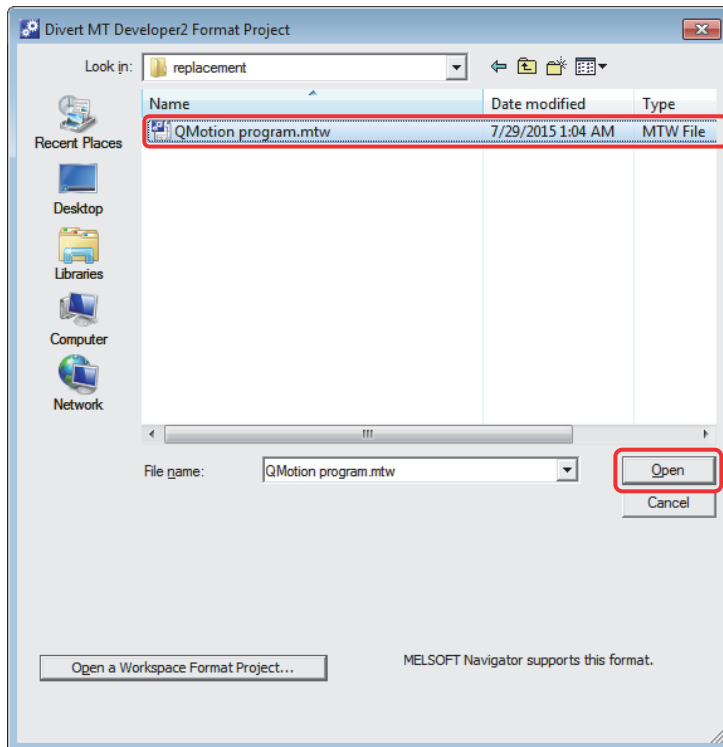 Divert MT Developer2 Format Project
Look in: replacement
Name Date modified Type
QMotion program.mtw 7/29/2015 1:04 AM MTW File
Recent Places
Desktop
Libraries
Computer
Network
File name: QMotion program.mtw Open
Cancel
Open a Workspace Format Project... MELSOFT Navigator supports this format.